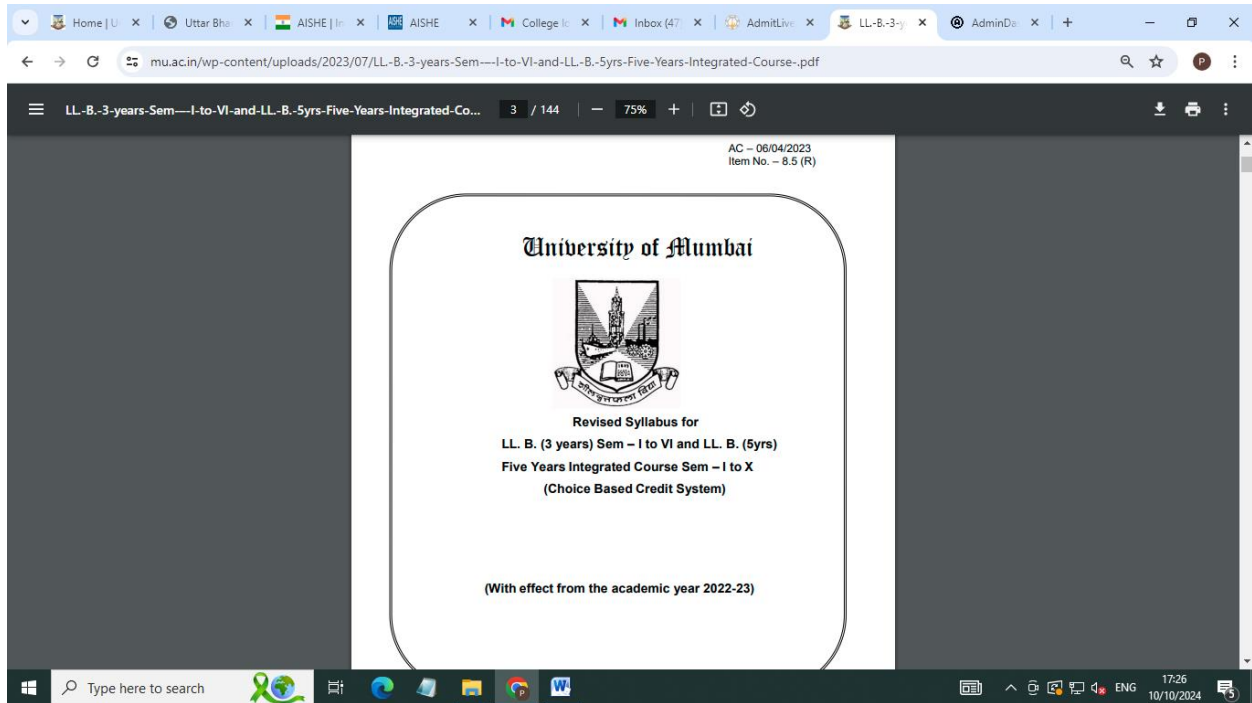 Home | U
Uttar Bha
AISHE | In
AISHE
College lo
Inbox (47
AdmitLive
LL.-B.-3-y
AdminDa
mu.ac.in/wp-content/uploads/2023/07/LL.-B.-3-years-Sem-—-I-to-VI-and-LL.-B.-5yrs-Five-Years-Integrated-Course-.pdf
P
LL.-B.-3-years-Sem-—-I-to-VI-and-LL.-B.-5yrs-Five-Years-Integrated-Co... 3 / 144 75%
AC – 06/04/2023
Item No. – 8.5 (R)
University of Mumbai
शीलवृत्तफला विद्या
Revised Syllabus for
LL. B. (3 years) Sem – I to VI and LL. B. (5yrs)
Five Years Integrated Course Sem – I to X
(Choice Based Credit System)
(With effect from the academic year 2022-23)
Type here to search
ENG
17:26
10/10/2024
5